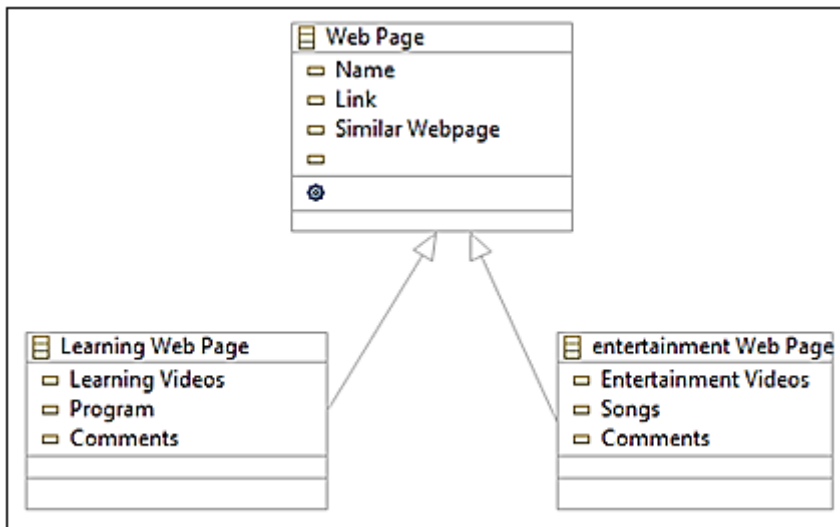 Web Page
Name
Link
Similar Webpage
Learning Web Page
Learning Videos
Program
Comments
entertainment Web Page
Entertainment Videos
Songs
Comments